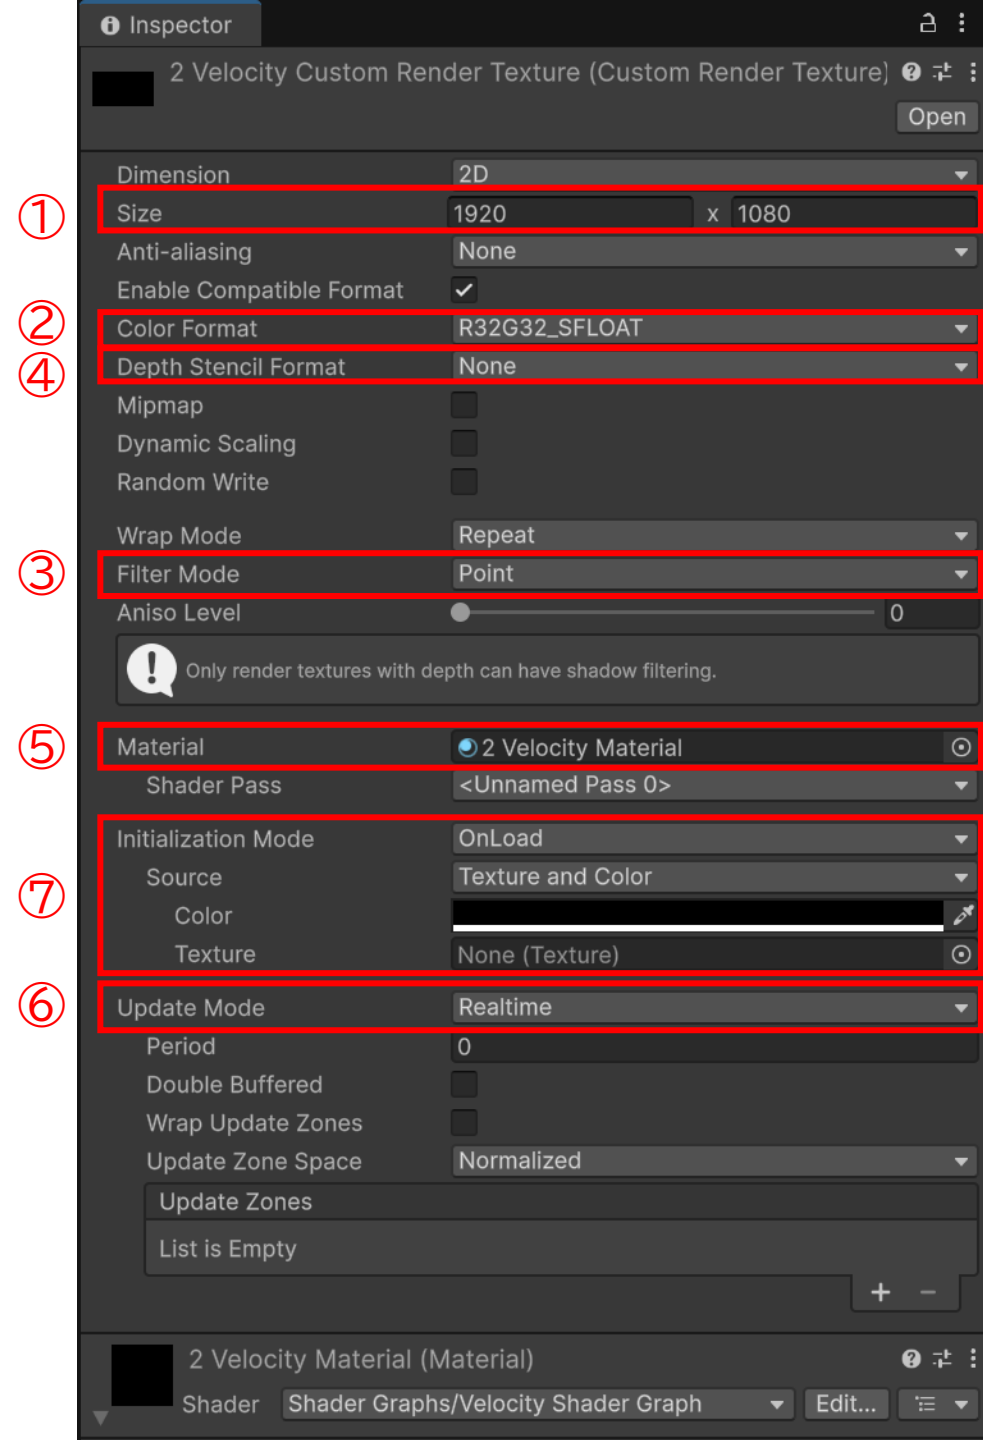 Inspector
2 Velocity Custom Render Texture (Custom Render Texture)
Open
Dimension 2D
① Size 1920 x 1080
Anti-aliasing None
Enable Compatible Format
② Color Format R32G32_SFLOAT
④ Depth Stencil Format None
Mipmap
Dynamic Scaling
Random Write
Wrap Mode Repeat
③ Filter Mode Point
Aniso Level 0
Only render textures with depth can have shadow filtering.
⑤ Material 2 Velocity Material
Shader Pass <Unnamed Pass 0>
Initialization Mode OnLoad
⑦ Source Texture and Color
Color
Texture None (Texture)
⑥ Update Mode Realtime
Period 0
Double Buffered
Wrap Update Zones
Update Zone Space Normalized
Update Zones
List is Empty
+ −
2 Velocity Material (Material)
Shader Shader Graphs/Velocity Shader Graph Edit...